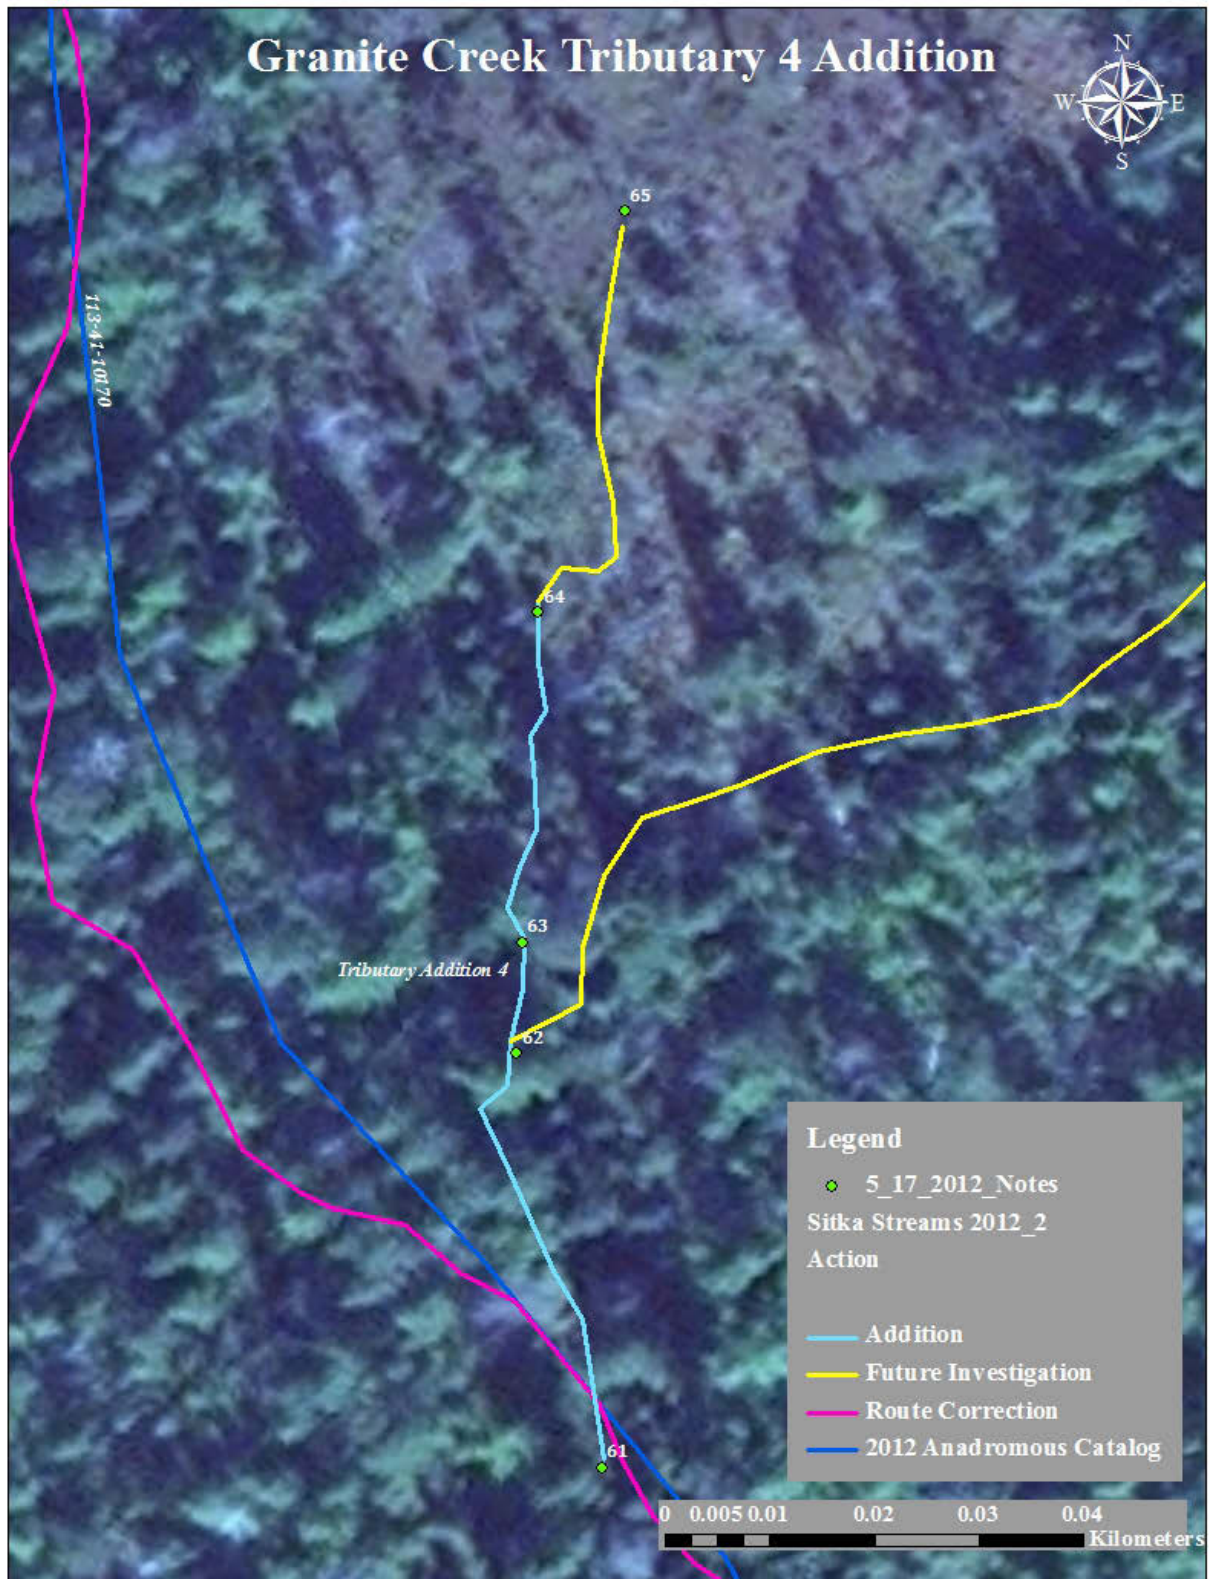 Granite Creek Tributary 4 Addition
N
W E
S
65
113-41-10170
64
63
Tributary Addition 4
62
61
Legend
5_17_2012_Notes
Sitka Streams 2012_2
Action
Addition
Future Investigation
Route Correction
2012 Anadromous Catalog
0 0.005 0.01 0.02 0.03 0.04
Kilometers